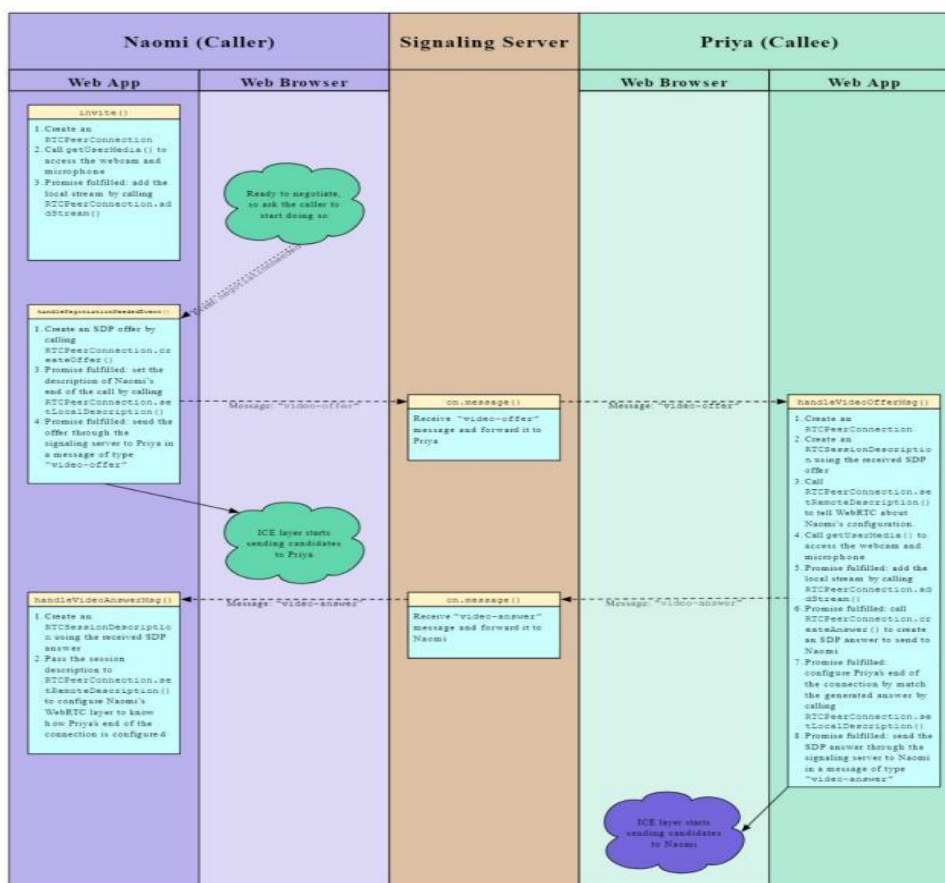 Naomi (Caller)
Signaling Server
Priya (Callee)
Web App
Web Browser
Web Browser
Web App
invite()
1. Create an
RTCPeerConnection
2. Call getUserMedia() to
access the webcam and
microphone
3. Promise fulfilled: add the
local stream by calling
RTCPeerConnection.ad
dStream()
Ready to negotiate,
so ask the caller to
start doing so
Event: negotiationneeded
handleNegotiationNeededEvent()
1. Create an SDP offer by
calling
RTCPeerConnection.cr
eateOffer()
3. Promise fulfilled: set the
description of Naomi's
end of the call by calling
RTCPeerConnection.se
tLocalDescription()
4. Promise fulfilled: send the
offer through the
signaling server to Priya in
a message of type
"video-offer"
Message: "video-offer"
on.message()
Receive "video-offer"
message and forward it to
Priya
Message: "video-offer"
handleVideoOfferMsg()
1. Create an
RTCPeerConnection
2. Create an
RTCSessionDescriptio
n using the received SDP
offer
3. Call
RTCPeerConnection.se
tRemoteDescription()
to tell WebRTC about
Naomi's configuration.
4. Call getUserMedia() to
access the webcam and
microphone
5. Promise fulfilled: add the
local stream by calling
RTCPeerConnection.ad
dStream()
6. Promise fulfilled: call
RTCPeerConnection.cr
eateAnswer() to create
an SDP answer to send to
Naomi
7. Promise fulfilled:
configure Priya's end of
the connection by match
the generated answer by
calling
RTCPeerConnection.se
tLocalDescription()
8. Promise fulfilled: send the
SDP answer through the
signaling server to Naomi
in a message of type
"video-answer"
ICE layer starts
sending candidates
to Priya
Message: "video-answer"
on.message()
Receive "video-answer"
message and forward it to
Naomi
Message: "video-answer"
handleVideoAnswerMsg()
1. Create an
RTCSessionDescriptio
n using the received SDP
answer
2. Pass the session
description to
RTCPeerConnection.se
tRemoteDescription()
to configure Naomi's
WebRTC layer to know
how Priya's end of the
connection is configured
ICE layer starts
sending candidates
to Naomi